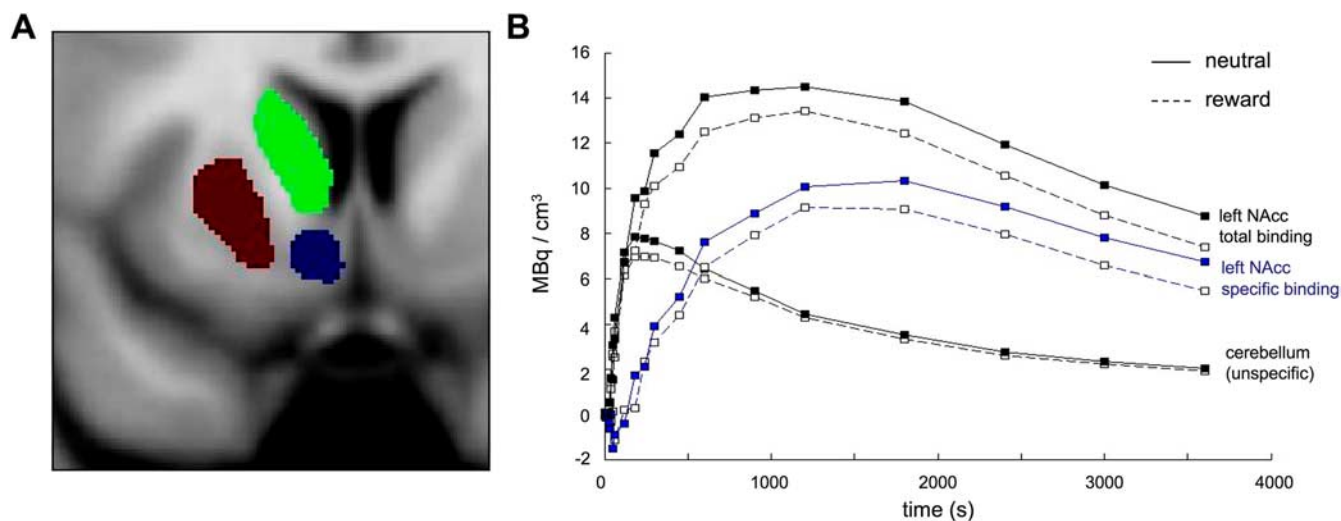 A
B
16
14
12
10
8
6
4
2
0
-2
MBq / cm³
neutral
reward
left NAcc
total binding
left NAcc
specific binding
cerebellum
(unspecific)
0 1000 2000 3000 4000
time (s)